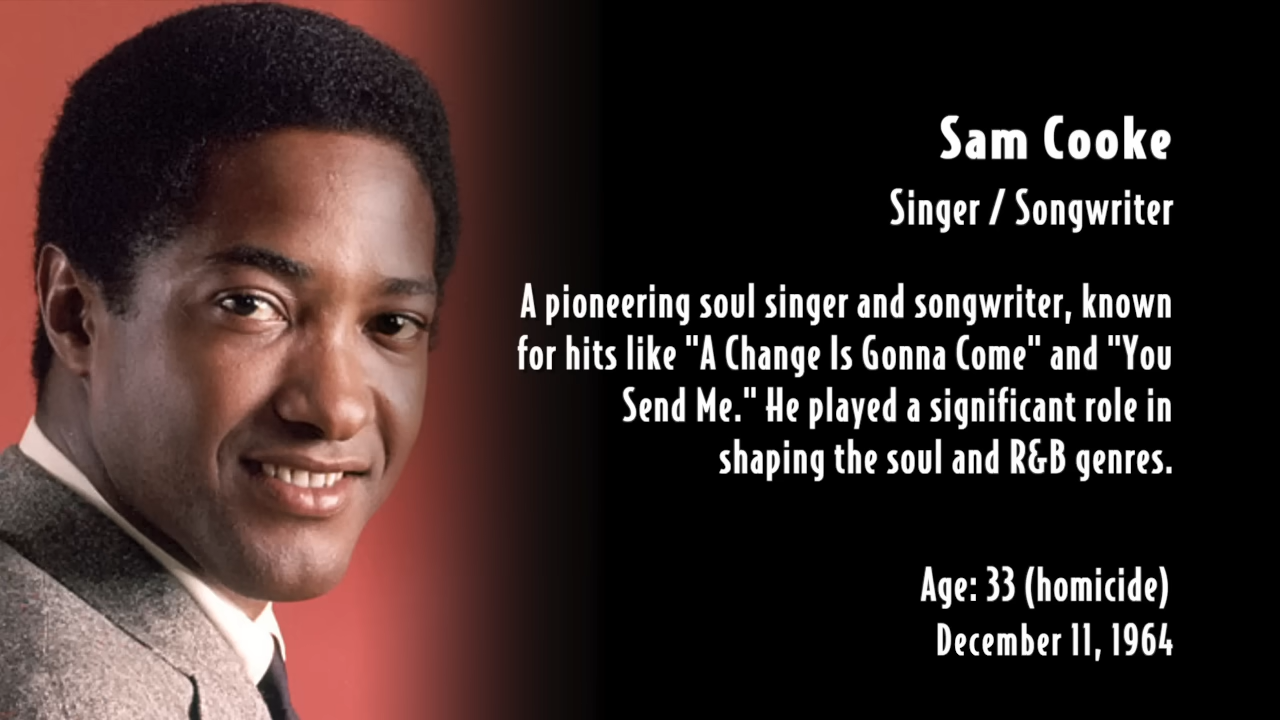 Sam Cooke
Singer / Songwriter
A pioneering soul singer and songwriter, known
for hits like "A Change Is Gonna Come" and "You
Send Me." He played a significant role in
shaping the soul and R&B genres.
Age: 33 (homicide)
December 11, 1964